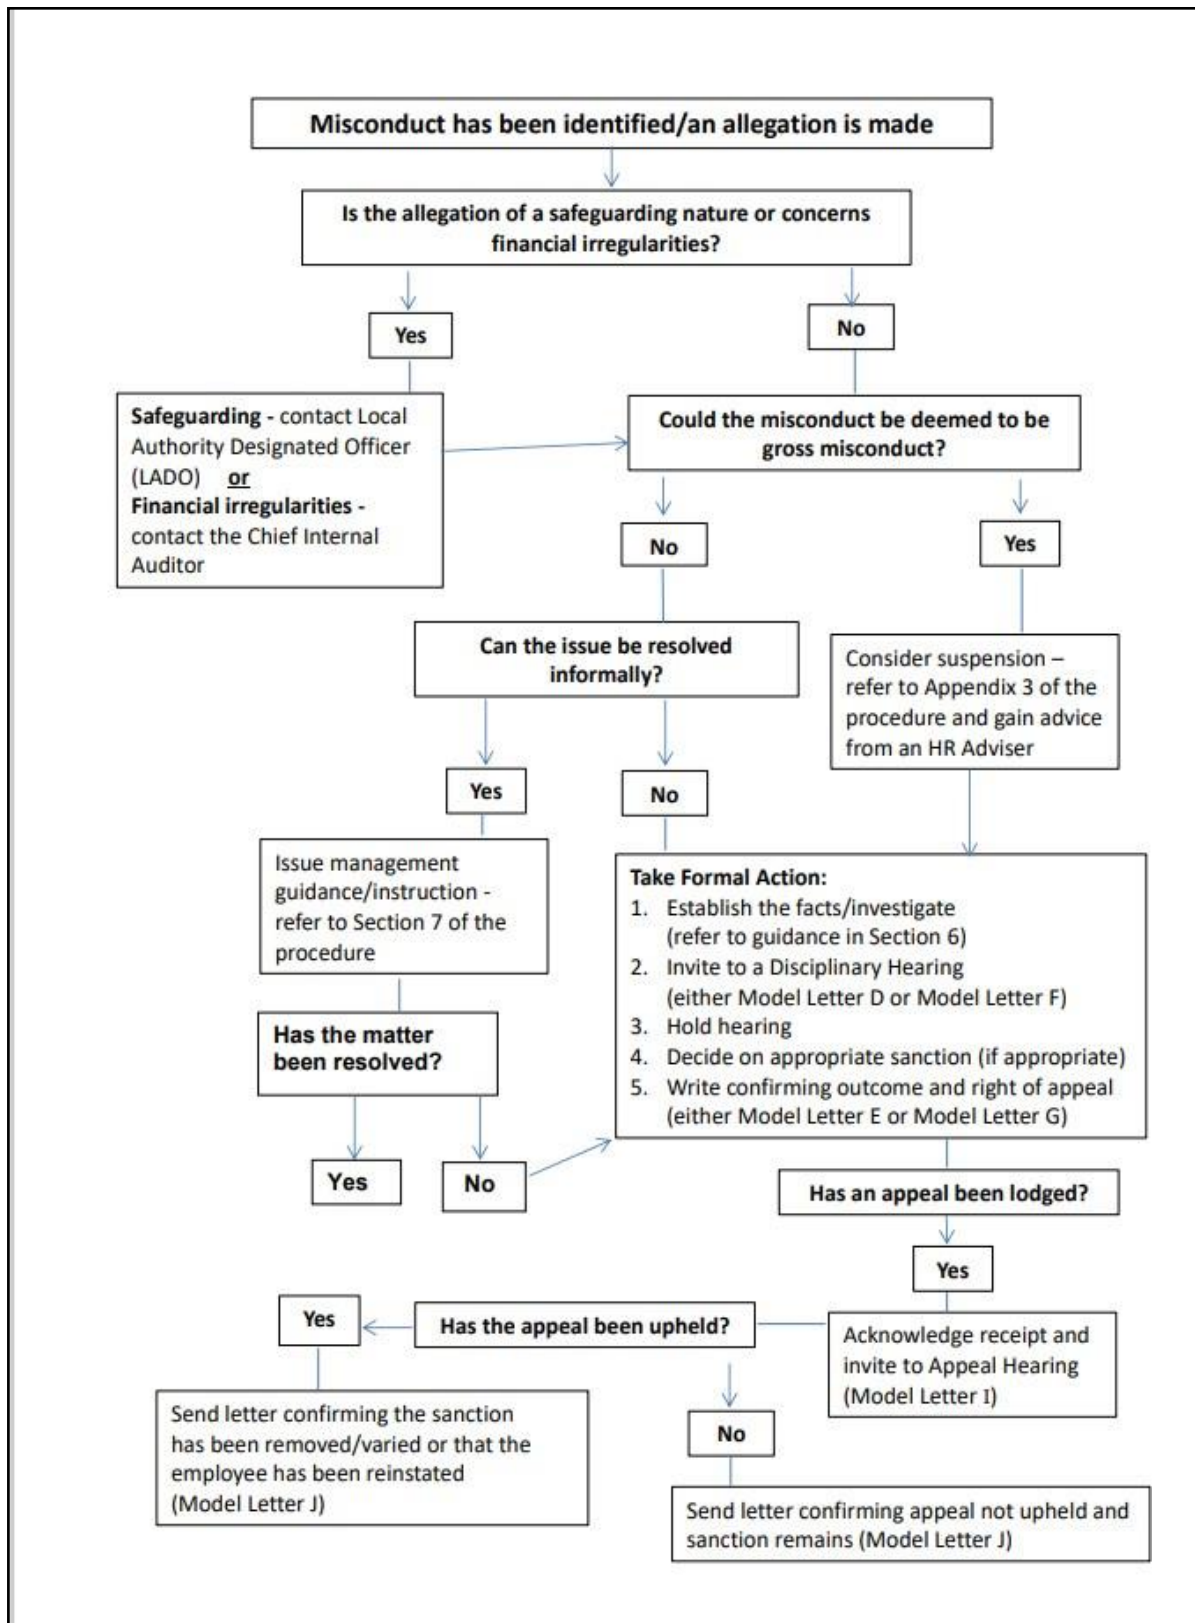 Misconduct has been identified/an allegation is made
Is the allegation of a safeguarding nature or concerns
financial irregularities?
Yes
No
Safeguarding - contact Local
Authority Designated Officer
(LADO) or
Financial irregularities -
contact the Chief Internal
Auditor
Could the misconduct be deemed to be
gross misconduct?
No
Yes
Can the issue be resolved
informally?
Consider suspension –
refer to Appendix 3 of the
procedure and gain advice
from an HR Adviser
Yes
No
Issue management
guidance/instruction -
refer to Section 7 of the
procedure
Take Formal Action:
1. Establish the facts/investigate
(refer to guidance in Section 6)
2. Invite to a Disciplinary Hearing
(either Model Letter D or Model Letter F)
3. Hold hearing
4. Decide on appropriate sanction (if appropriate)
5. Write confirming outcome and right of appeal
(either Model Letter E or Model Letter G)
Has the matter
been resolved?
Yes
No
Has an appeal been lodged?
Yes
Acknowledge receipt and
invite to Appeal Hearing
(Model Letter I)
Has the appeal been upheld?
Yes
No
Send letter confirming the sanction
has been removed/varied or that the
employee has been reinstated
(Model Letter J)
Send letter confirming appeal not upheld and
sanction remains (Model Letter J)